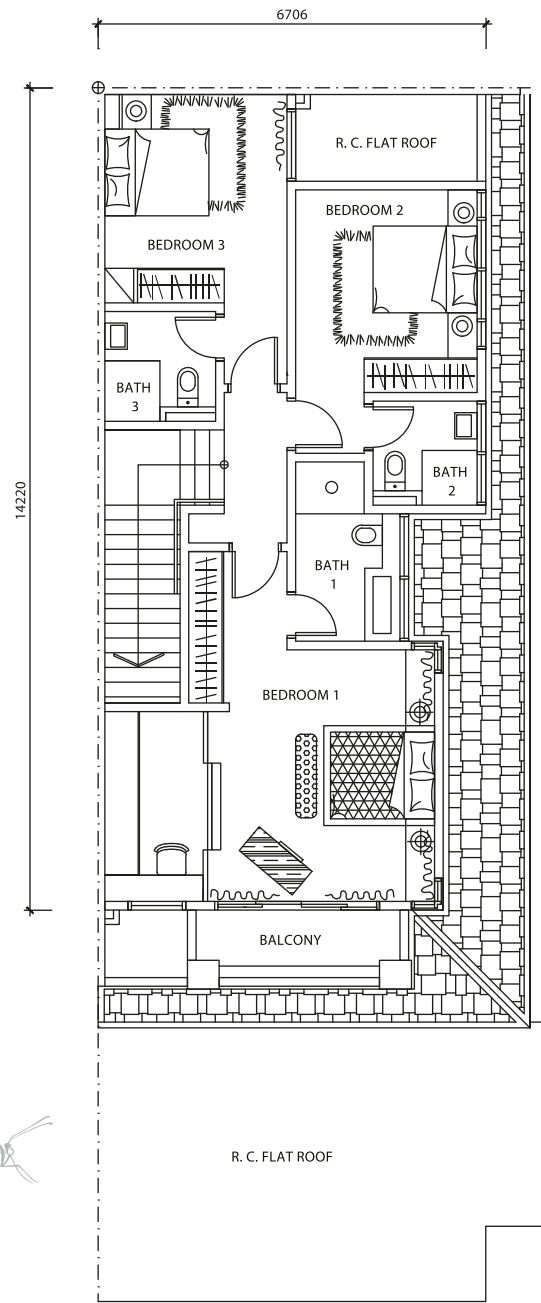 6706
R. C. FLAT ROOF
BEDROOM 2
BEDROOM 3
BATH
3
BATH
2
14220
BATH
1
BEDROOM 1
BALCONY
R. C. FLAT ROOF